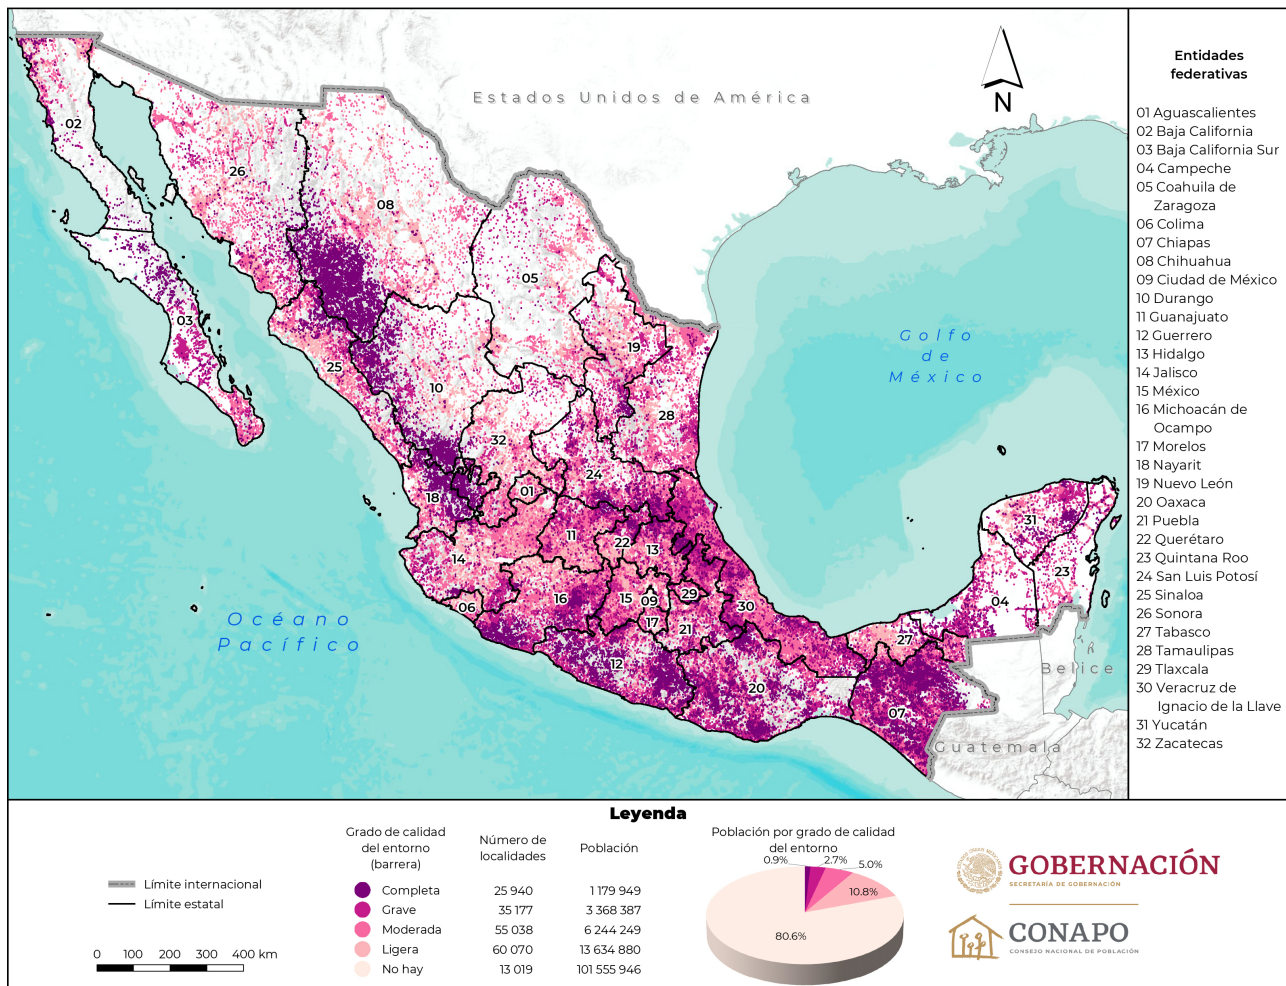 Estados Unidos de América
N
Golfo
de
México
Océano
Pacífico
Belice
Guatemala
02
26
08
05
03
25
10
19
28
32
24
18
01
14
11
22
13
06
16
15
09
29
17
21
30
12
20
07
27
04
31
23
Entidades
federativas
01 Aguascalientes
02 Baja California
03 Baja California Sur
04 Campeche
05 Coahuila de
Zaragoza
06 Colima
07 Chiapas
08 Chihuahua
09 Ciudad de México
10 Durango
11 Guanajuato
12 Guerrero
13 Hidalgo
14 Jalisco
15 México
16 Michoacán de
Ocampo
17 Morelos
18 Nayarit
19 Nuevo León
20 Oaxaca
21 Puebla
22 Querétaro
23 Quintana Roo
24 San Luis Potosí
25 Sinaloa
26 Sonora
27 Tabasco
28 Tamaulipas
29 Tlaxcala
30 Veracruz de
Ignacio de la Llave
31 Yucatán
32 Zacatecas
Leyenda
Límite internacional
Límite estatal
0 100 200 300 400 km
Grado de calidad
del entorno
(barrera)
Número de
localidades
Población
Completa 25 940 1 179 949
Grave 35 177 3 368 387
Moderada 55 038 6 244 249
Ligera 60 070 13 634 880
No hay 13 019 101 555 946
Población por grado de calidad
del entorno
0.9%
2.7%
5.0%
10.8%
80.6%
GOBERNACIÓN
SECRETARÍA DE GOBERNACIÓN
CONAPO
CONSEJO NACIONAL DE POBLACIÓN